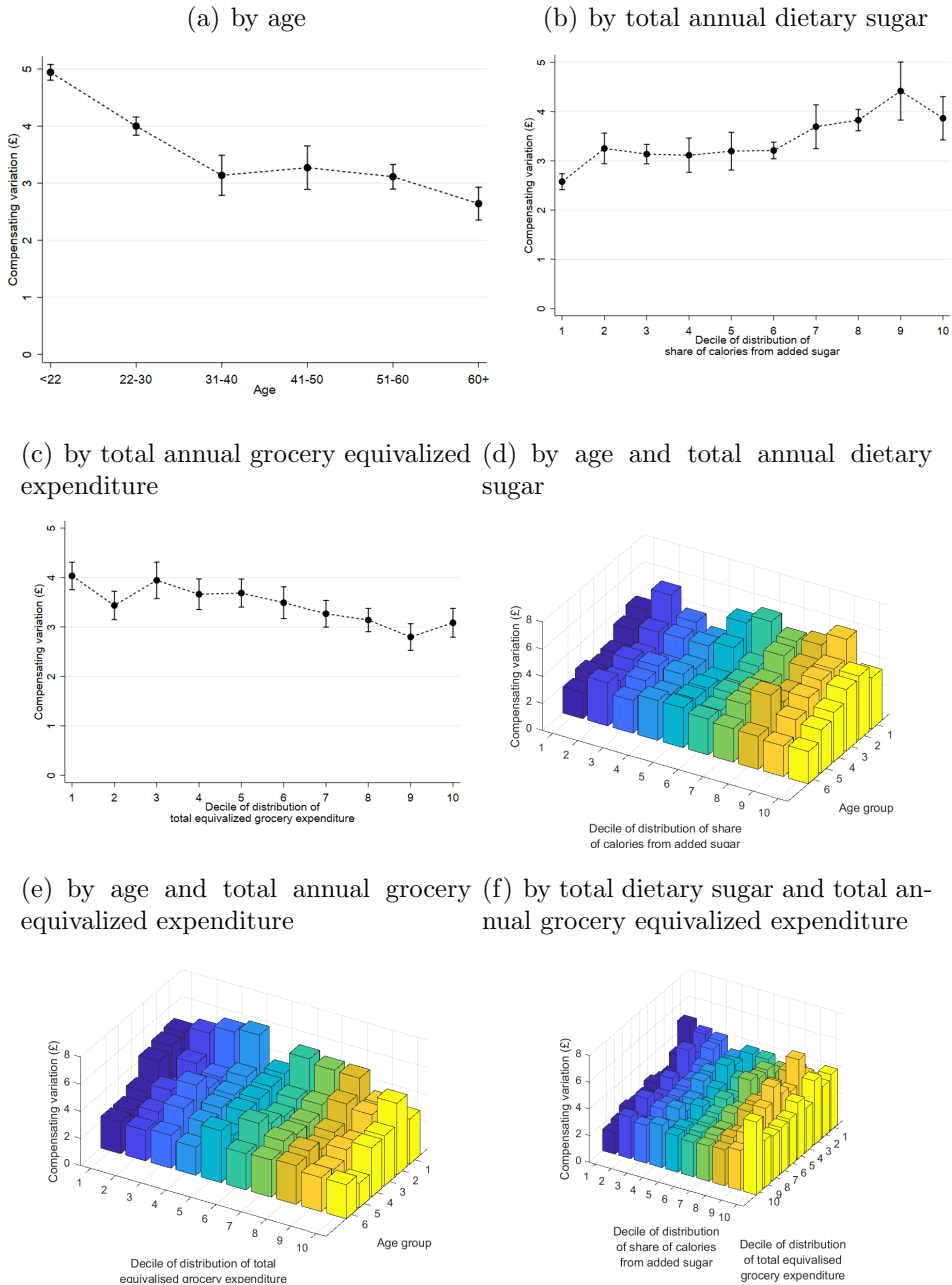 (a) by age
(b) by total annual dietary sugar
Compensating variation (£)
5
4
3
2
1
0
<22 22-30 31-40 41-50 51-60 60+
Age
Compensating variation (£)
5
4
3
2
1
0
1 2 3 4 5 6 7 8 9 10
Decile of distribution of
share of calories from added sugar
(c) by total annual grocery equivalized
expenditure
(d) by age and total annual dietary
sugar
Compensating variation (£)
5
4
3
2
1
0
1 2 3 4 5 6 7 8 9 10
Decile of distribution of
total equivalized grocery expenditure
Compensating variation (£)
8
6
4
2
0
1 2 3 4 5 6 7 8 9 10
6 5 4 3 2 1
Age group
Decile of distribution of share
of calories from added sugar
(e) by age and total annual grocery
equivalized expenditure
(f) by total dietary sugar and total an-
nual grocery equivalized expenditure
Compensating variation (£)
8
6
4
2
0
1 2 3 4 5 6 7 8 9 10
6 5 4 3 2 1
Age group
Decile of distribution of total
equivalised grocery expenditure
Compensating variation (£)
8
6
4
2
0
1 2 3 4 5 6 7 8 9 10
10 9 8 7 6 5 4 3 2 1
Decile of distribution
of share of calories
from added sugar
Decile of distribution
of total equivalised
grocery expenditure